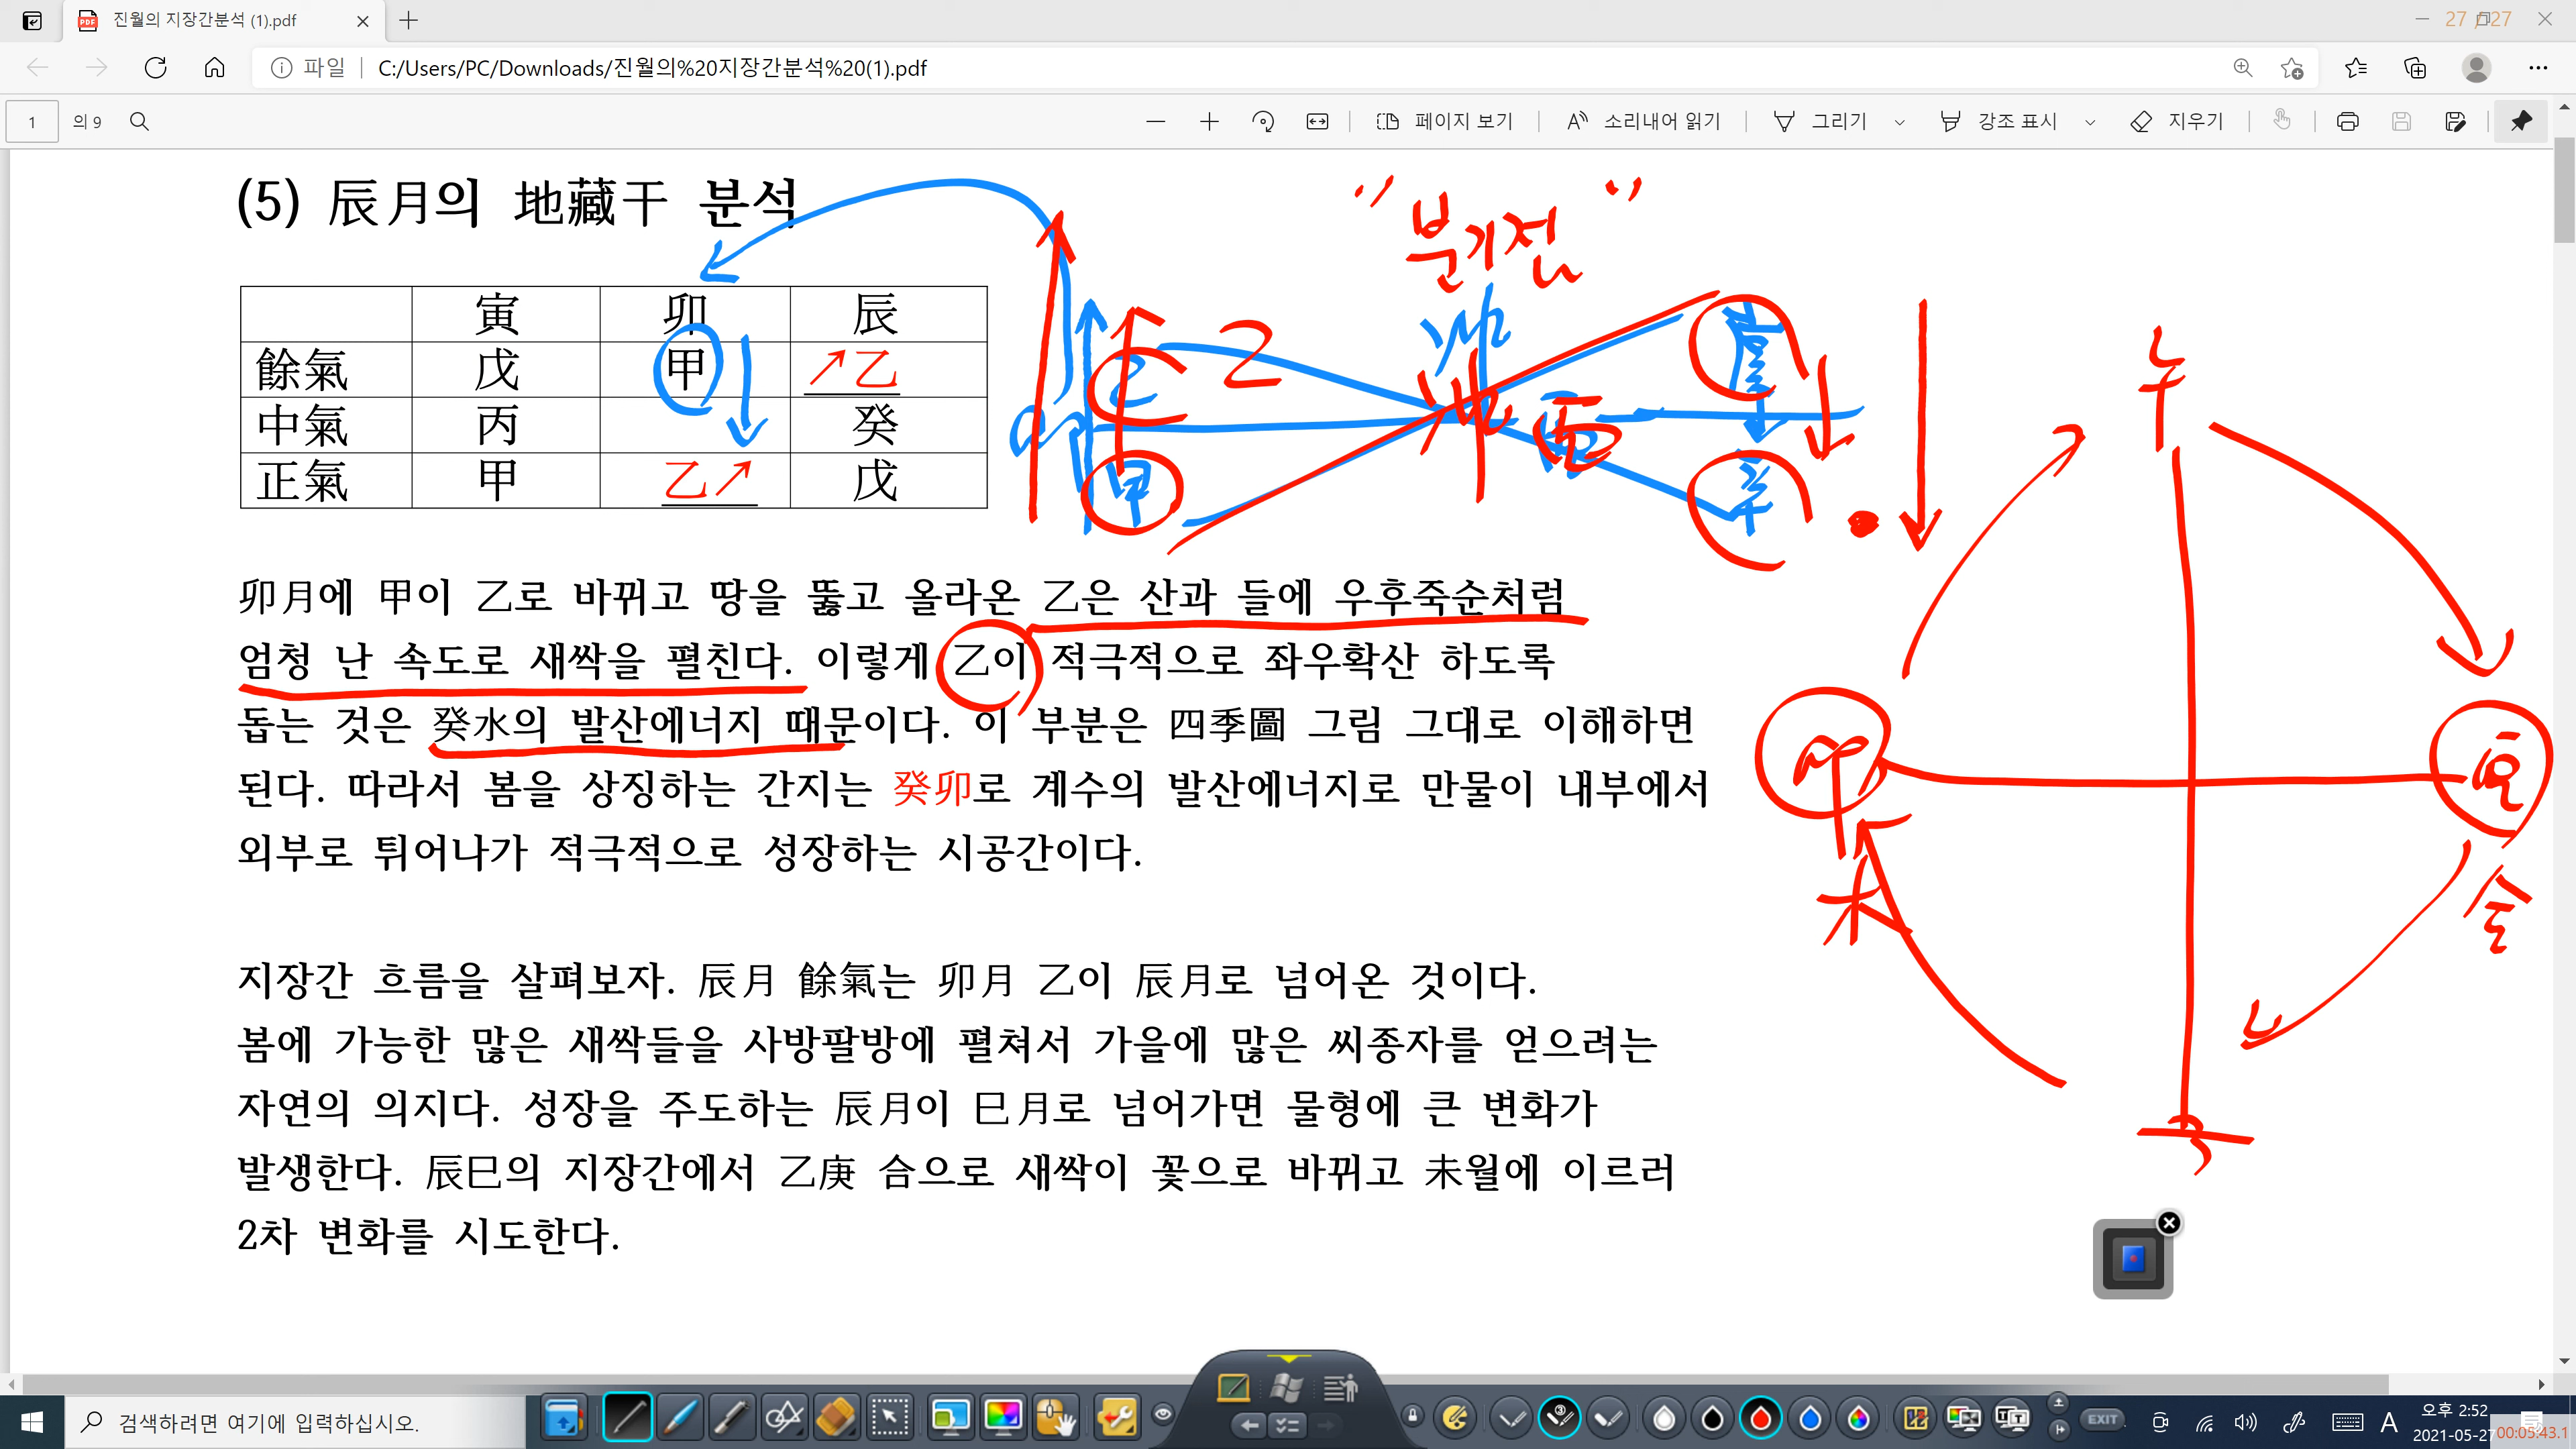 진월의 지장간분석 (1).pdf
27 / 27
파일
C:/Users/PC/Downloads/진월의%20지장간분석%20(1).pdf
1 의 9
페이지 보기
소리내어 읽기
그리기
강조 표시
지우기
(5) 辰月의 地藏干 분석
寅 卯 辰
餘氣 戊 甲 ↗乙
中氣 丙 癸
正氣 甲 乙↗ 戊
乙
甲
辛
午
木
金
卯月에 甲이 乙로 바뀌고 땅을 뚫고 올라온 乙은 산과 들에 우후죽순처럼
엄청 난 속도로 새싹을 펼친다. 이렇게 乙이 적극적으로 좌우확산 하도록
돕는 것은 癸水의 발산에너지 때문이다. 이 부분은 四季圖 그림 그대로 이해하면
된다. 따라서 봄을 상징하는 간지는 癸卯로 계수의 발산에너지로 만물이 내부에서
외부로 튀어나가 적극적으로 성장하는 시공간이다.
지장간 흐름을 살펴보자. 辰月 餘氣는 卯月 乙이 辰月로 넘어온 것이다.
봄에 가능한 많은 새싹들을 사방팔방에 펼쳐서 가을에 많은 씨종자를 얻으려는
자연의 의지다. 성장을 주도하는 辰月이 巳月로 넘어가면 물형에 큰 변화가
발생한다. 辰巳의 지장간에서 乙庚 合으로 새싹이 꽃으로 바뀌고 未월에 이르러
2차 변화를 시도한다.
검색하려면 여기에 입력하십시오.
EXIT
A
오후 2:52
2021-05-27
00:05:43.1